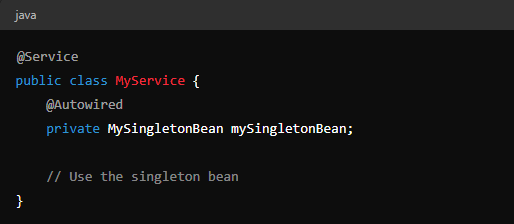 java
@Service
public class MyService {
    @Autowired
    private MySingletonBean mySingletonBean;
    // Use the singleton bean
}